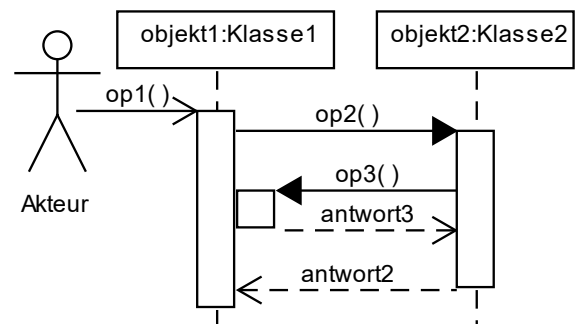 objekt1:Klasse1
objekt2:Klasse2
op1( )
op2( )
op3( )
Akteur
antwort3
antwort2